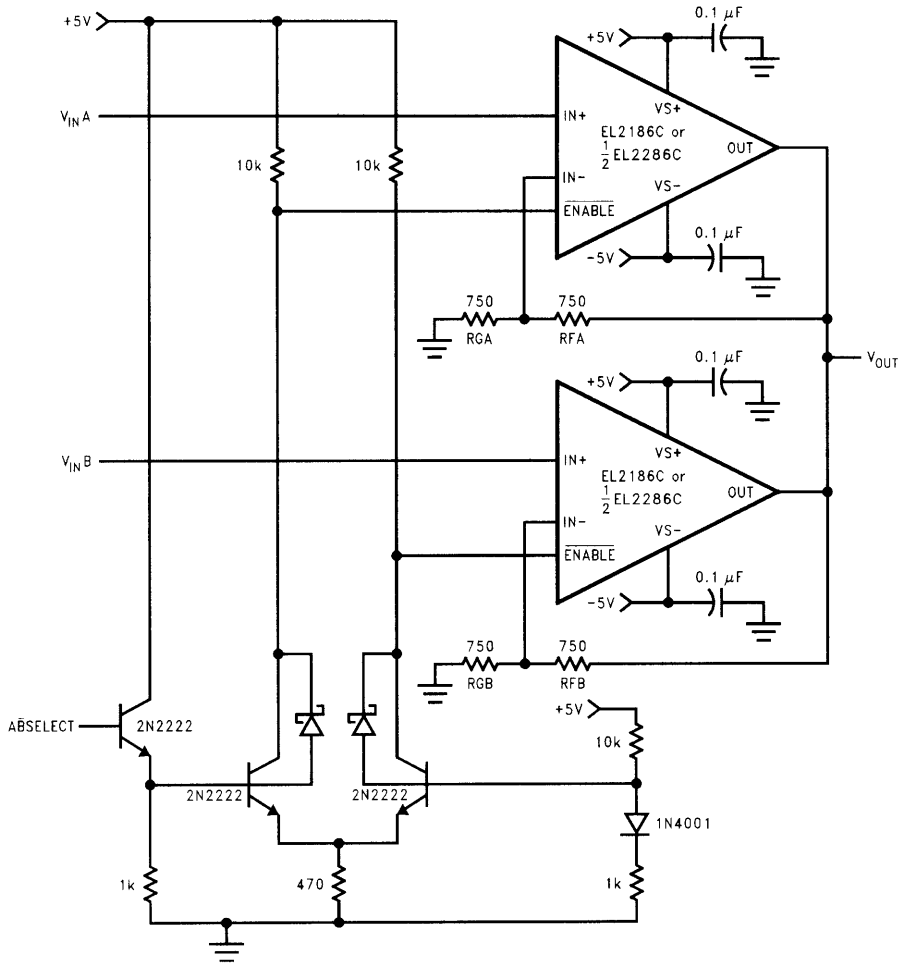 +5V
+5V
0.1 μF
VS+
V_IN A
IN+
EL2186C or
½ EL2286C
OUT
10k
10k
IN-
VS-
ENABLE
0.1 μF
-5V
750
750
RGA
RFA
0.1 μF
V_OUT
+5V
VS+
V_IN B
IN+
EL2186C or
½ EL2286C
OUT
IN-
VS-
ENABLE
0.1 μF
-5V
750
750
RGB
RFB
+5V
AB̄SELECT
2N2222
10k
2N2222
2N2222
1N4001
1k
470
1k